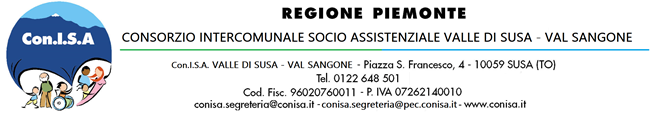 Con.I.S.A
REGIONE PIEMONTE
CONSORZIO INTERCOMUNALE SOCIO ASSISTENZIALE VALLE DI SUSA - VAL SANGONE
Con.I.S.A. VALLE DI SUSA - VAL SANGONE - Piazza S. Francesco, 4 - 10059 SUSA (TO)
Tel. 0122 648 501
Cod. Fisc. 96020760011 - P. IVA 07262140010
conisa.segreteria@conisa.it - conisa.segreteria@pec.conisa.it - www.conisa.it